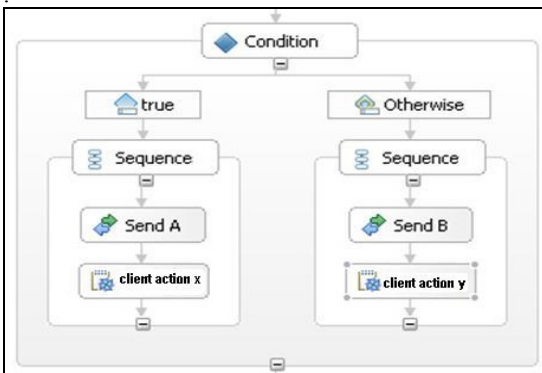 Condition
true
Otherwise
Sequence
Sequence
Send A
Send B
client action x
client action y